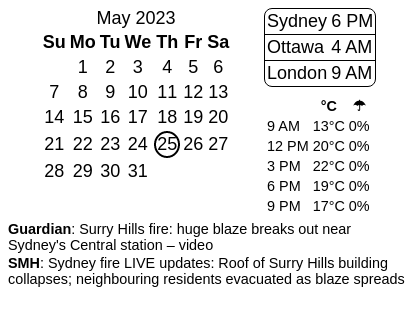 May 2023
Su Mo Tu We Th Fr Sa
1 2 3 4 5 6
7 8 9 10 11 12 13
14 15 16 17 18 19 20
21 22 23 24 25 26 27
28 29 30 31
Sydney 6 PM
Ottawa 4 AM
London 9 AM
°C ☂
9 AM 13°C 0%
12 PM 20°C 0%
3 PM 22°C 0%
6 PM 19°C 0%
9 PM 17°C 0%
Guardian: Surry Hills fire: huge blaze breaks out near
Sydney's Central station – video
SMH: Sydney fire LIVE updates: Roof of Surry Hills building
collapses; neighbouring residents evacuated as blaze spreads